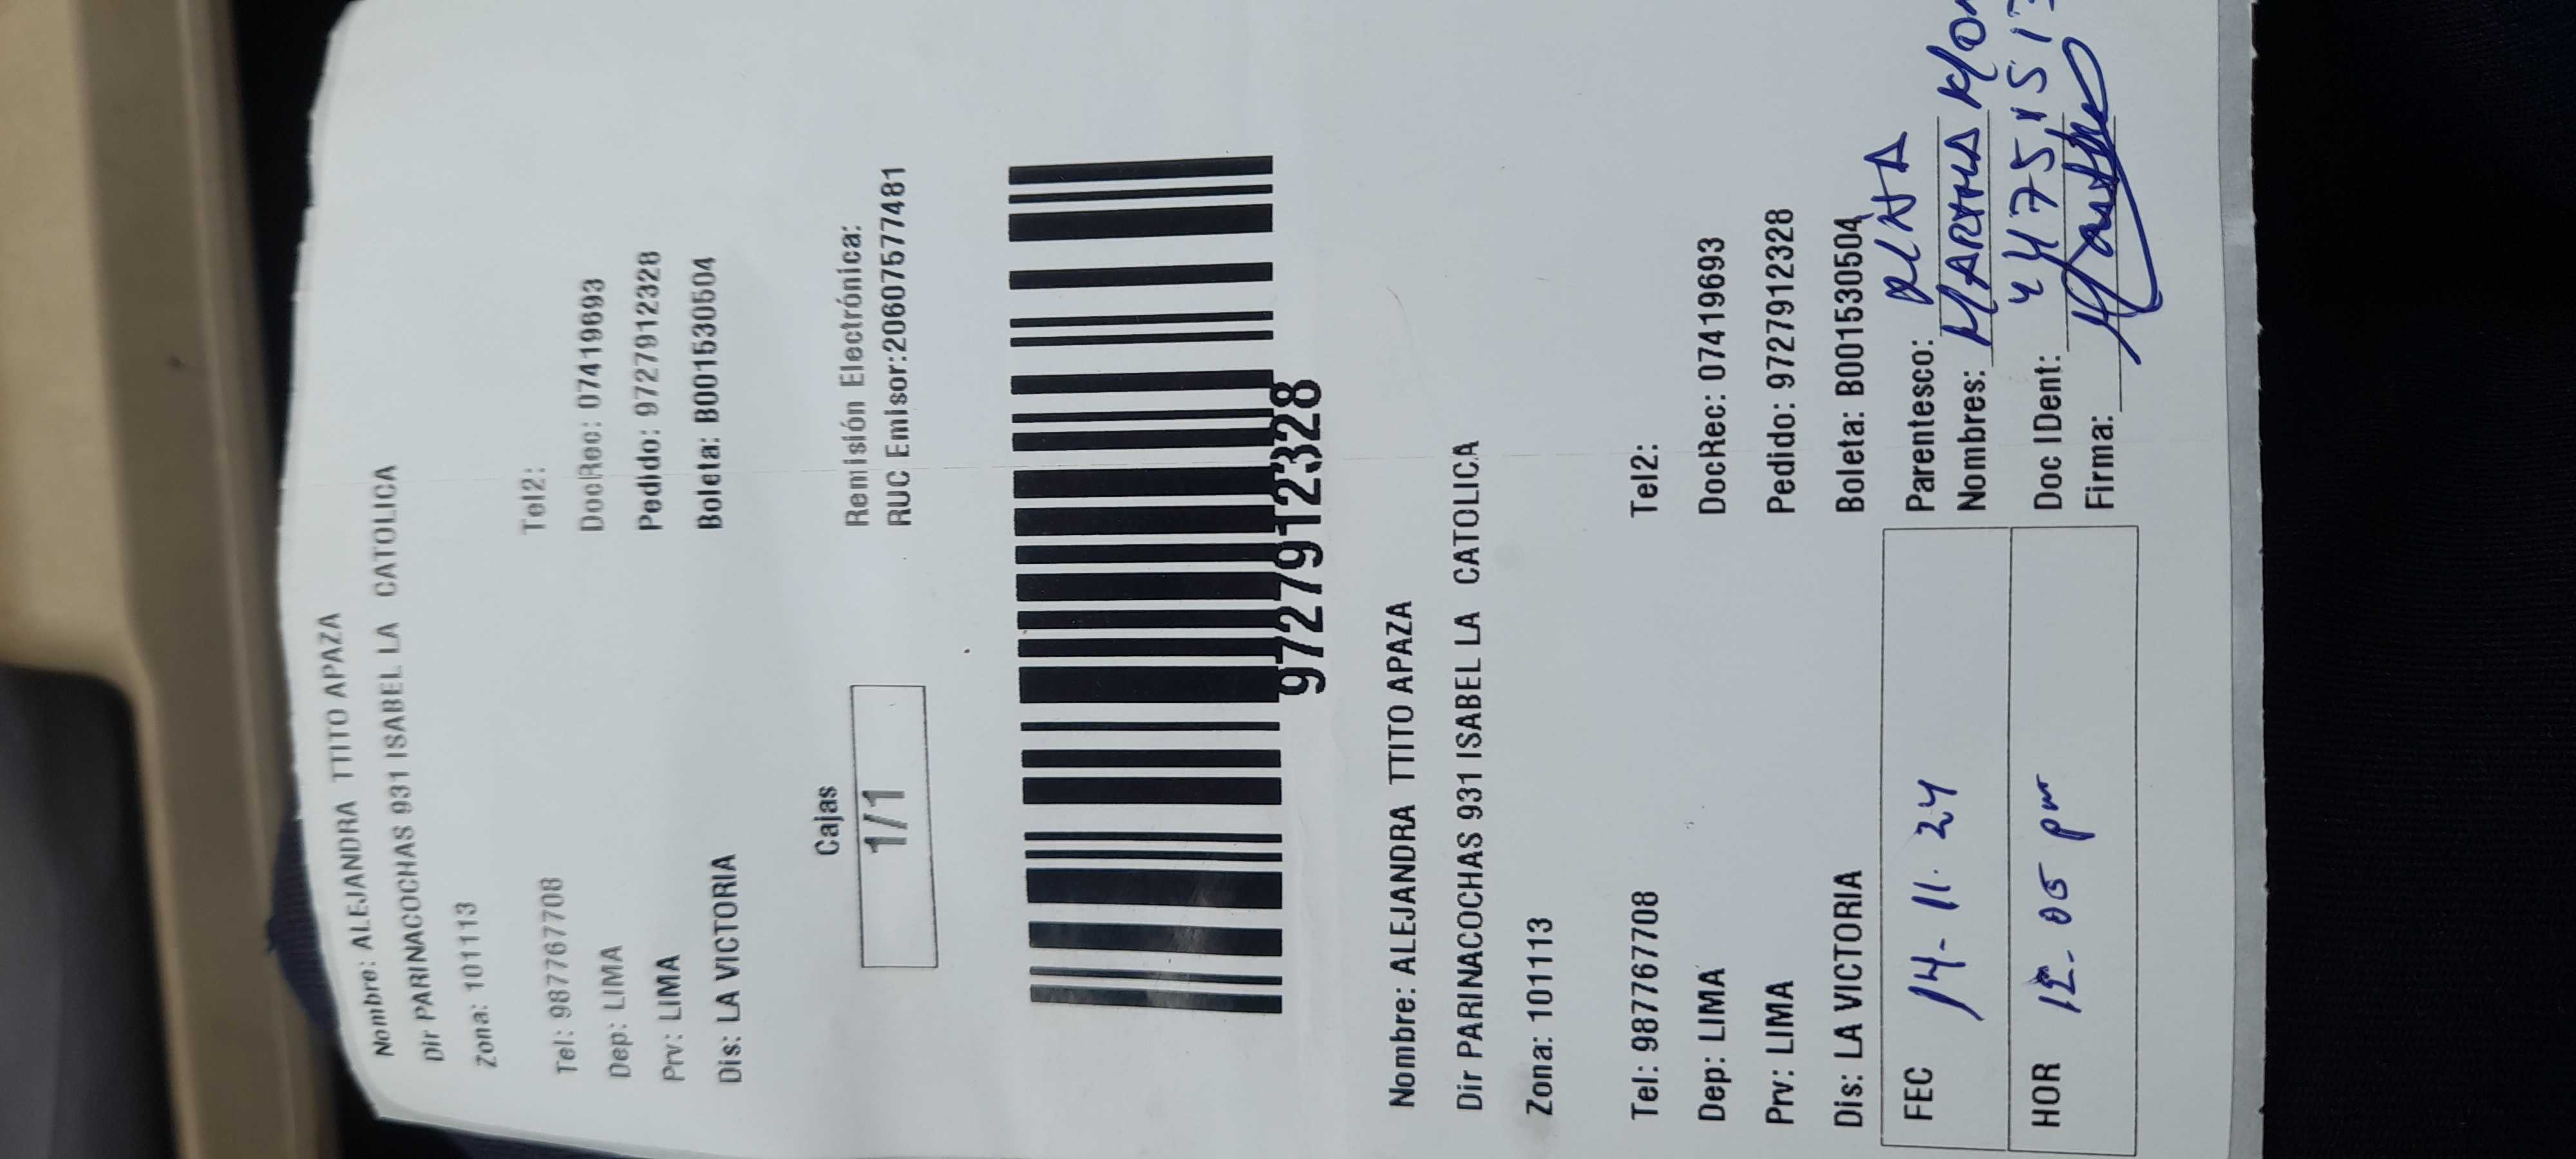 Nombre: ALEJANDRA TTITO APAZA
Dir PARINACOCHAS 931 ISABEL LA CATOLICA
Zona: 101113
Tel: 987767708 Tel2:
Dep: LIMA DocRec: 07419693
Prv: LIMA Pedido: 9727912328
Dis: LA VICTORIA Boleta: B001530504
Cajas Remisión Electrónica:
1/1 RUC Emisor:20607577481
9727912328
Nombre: ALEJANDRA TTITO APAZA
Dir PARINACOCHAS 931 ISABEL LA CATOLICA
Zona: 101113
Tel: 987767708 Tel2:
Dep: LIMA DocRec: 07419693
Prv: LIMA Pedido: 9727912328
Dis: LA VICTORIA Boleta: B001530504
FEC 14-11.24 Parentesco:
Nombres: MARTHA
HOR 12.05 pm Doc IDent:
Firma: